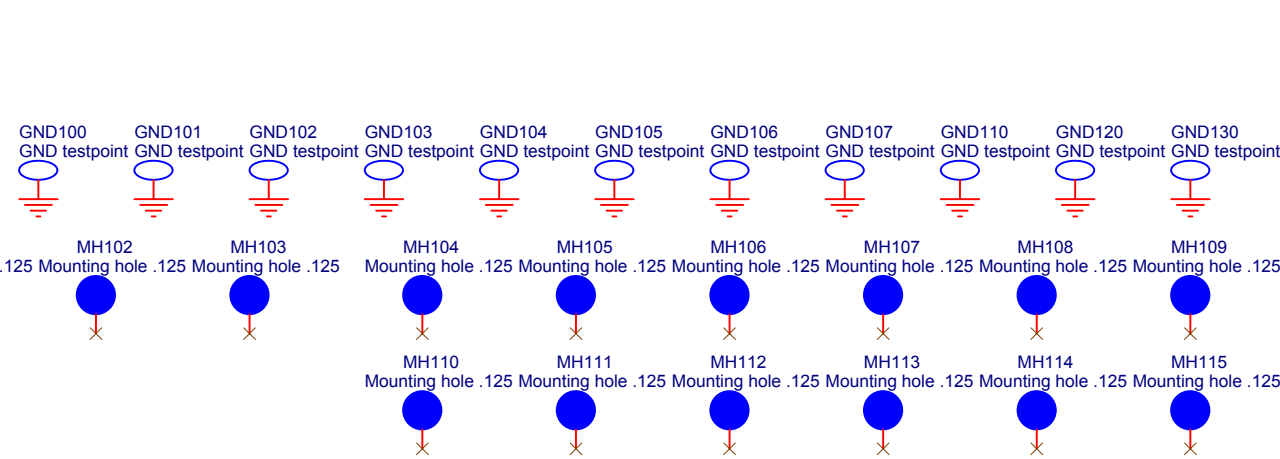 GND100 GND101 GND102 GND103 GND104 GND105 GND106 GND107 GND110 GND120 GND130
GND testpoint GND testpoint GND testpoint GND testpoint GND testpoint GND testpoint GND testpoint GND testpoint GND testpoint GND testpoint GND testpoint
MH102 MH103 MH104 MH105 MH106 MH107 MH108 MH109
.125 Mounting hole .125 Mounting hole .125 Mounting hole .125 Mounting hole .125 Mounting hole .125 Mounting hole .125 Mounting hole .125 Mounting hole .125
MH110 MH111 MH112 MH113 MH114 MH115
Mounting hole .125 Mounting hole .125 Mounting hole .125 Mounting hole .125 Mounting hole .125 Mounting hole .125